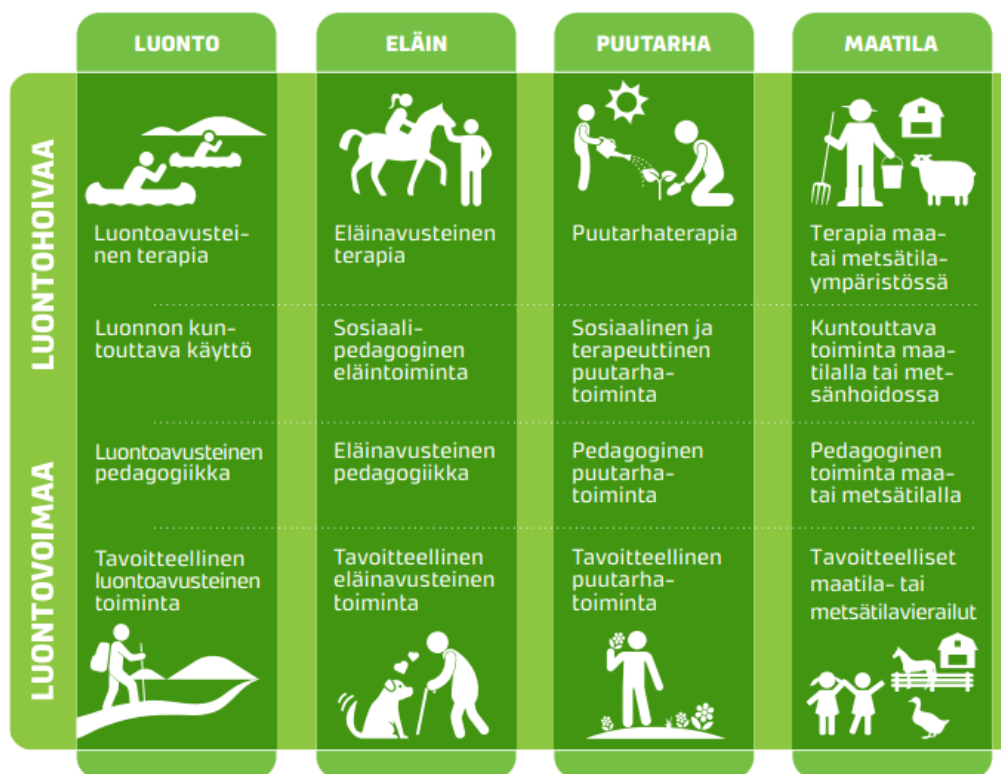 LUONTO
ELÄIN
PUUTARHA
MAATILA
LUONTOHOIVAA
Luontoavustei-
nen terapia
Eläinavusteinen
terapia
Puutarhaterapia
Terapia maa-
tai metsätila-
ympäristössä
Luonnon kun-
touttava käyttö
Sosiaali-
pedagoginen
eläintoiminta
Sosiaalinen ja
terapeuttinen
puutarha-
toiminta
Kuntouttava
toiminta maa-
tilalla tai met-
sänhoidossa
LUONTOVOIMAA
Luontoavusteinen
pedagogiikka
Eläinavusteinen
pedagogiikka
Pedagoginen
puutarha-
toiminta
Pedagoginen
toiminta maa-
tai metsätilalla
Tavoitteellinen
luontoavusteinen
toiminta
Tavoitteellinen
eläinavusteinen
toiminta
Tavoitteellinen
puutarha-
toiminta
Tavoitteelliset
maatila- tai
metsätilavierailut